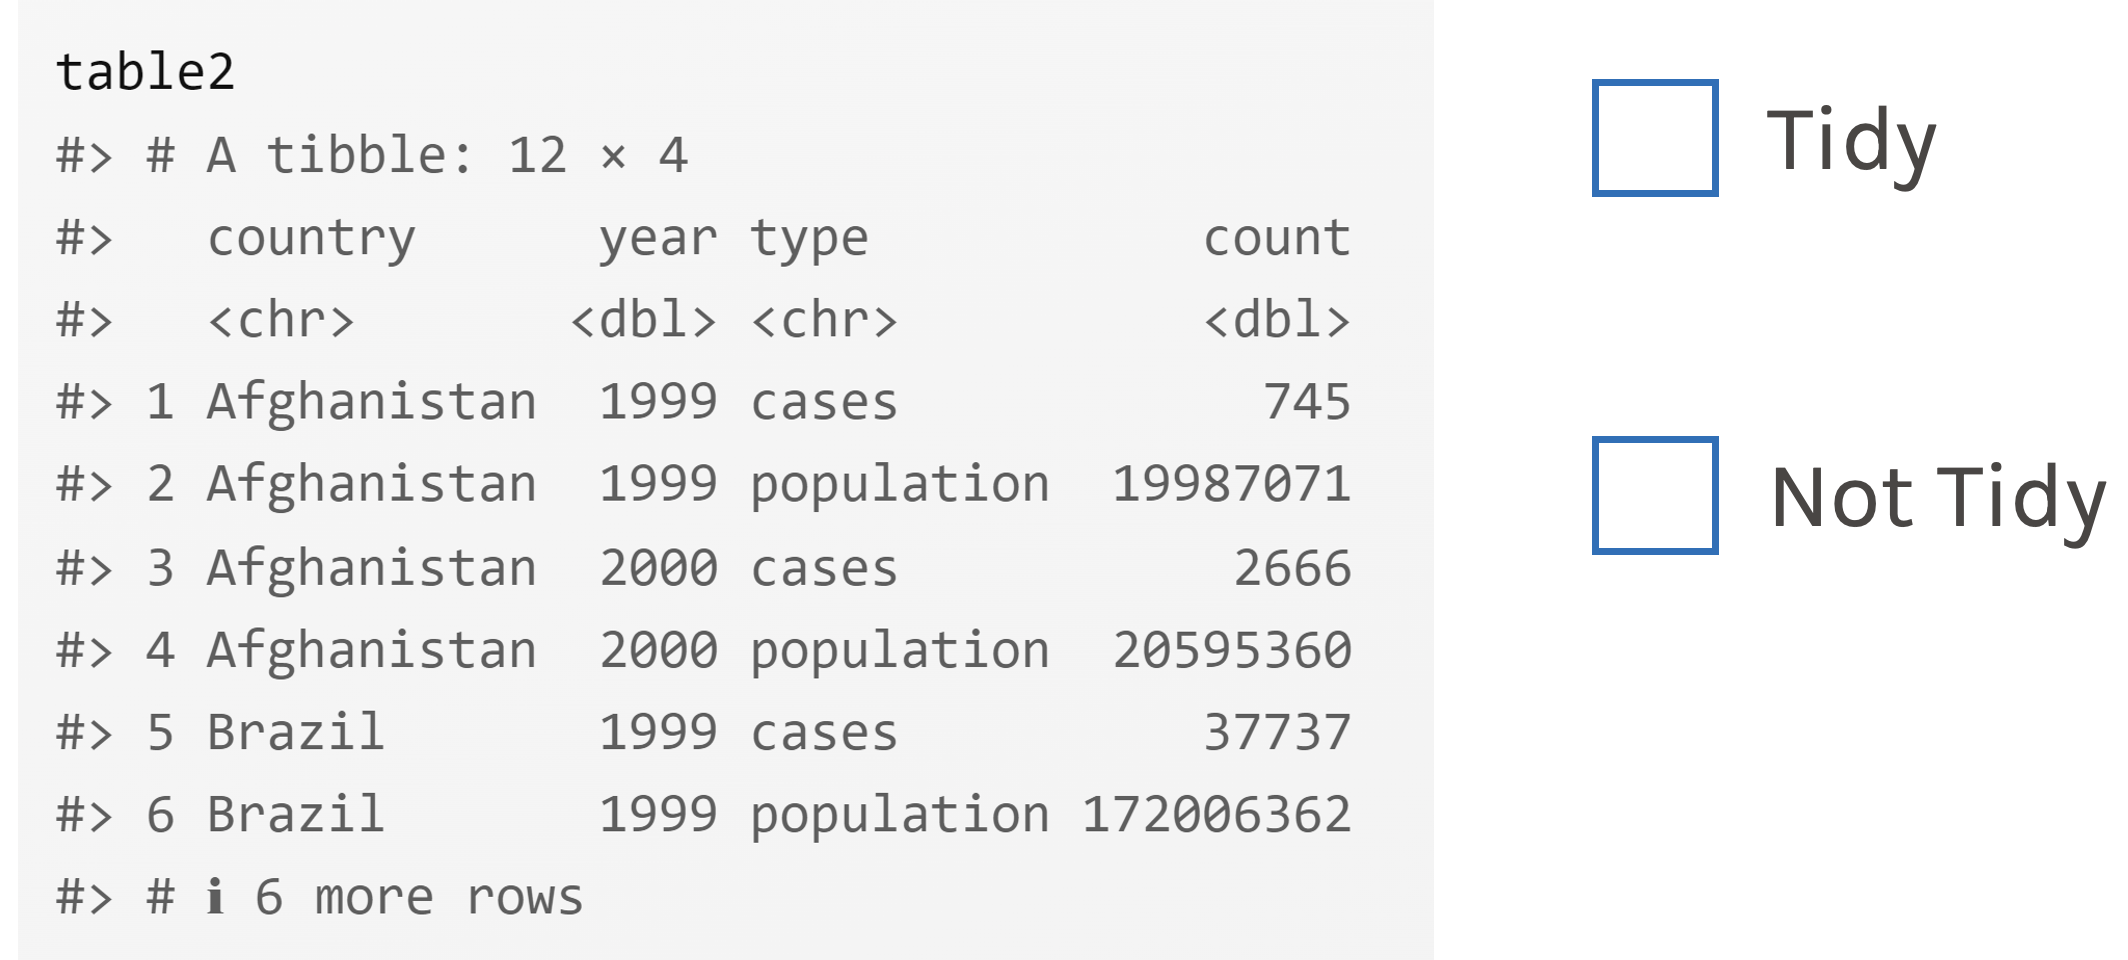 table2
#> # A tibble: 12 × 4
#>   country      year type           count
#>   <chr>       <dbl> <chr>          <dbl>
#> 1 Afghanistan  1999 cases            745
#> 2 Afghanistan  1999 population  19987071
#> 3 Afghanistan  2000 cases           2666
#> 4 Afghanistan  2000 population  20595360
#> 5 Brazil       1999 cases          37737
#> 6 Brazil       1999 population 172006362
#> # ℹ 6 more rows
Tidy
Not Tidy